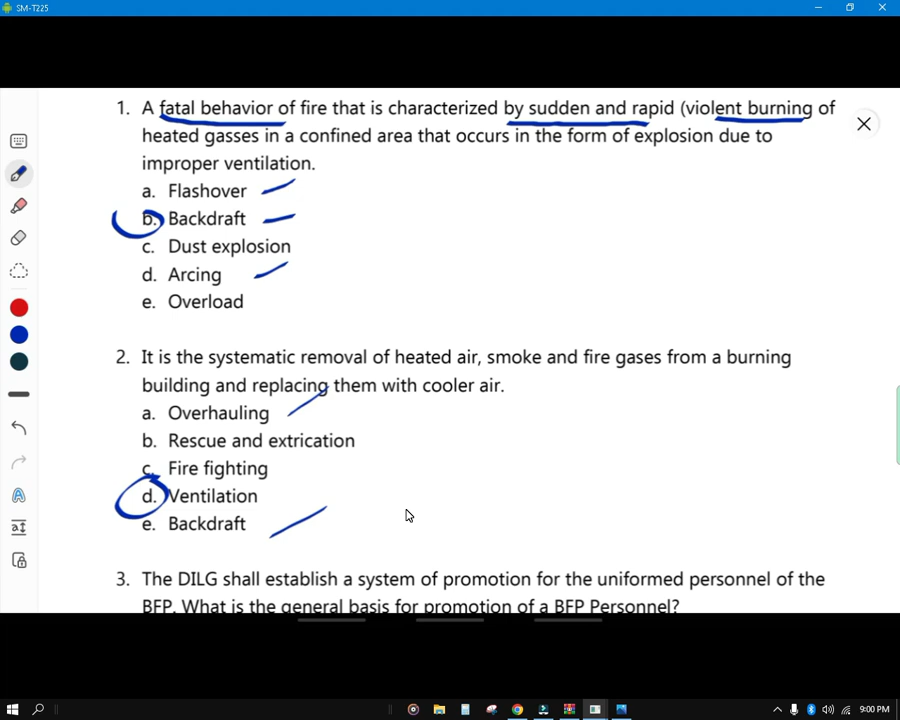 SM-T225
1. A fatal behavior of fire that is characterized by sudden and rapid (violent burning of
heated gasses in a confined area that occurs in the form of explosion due to
improper ventilation.
a. Flashover
b. Backdraft
c. Dust explosion
d. Arcing
e. Overload
2. It is the systematic removal of heated air, smoke and fire gases from a burning
building and replacing them with cooler air.
a. Overhauling
b. Rescue and extrication
c. Fire fighting
d. Ventilation
e. Backdraft
3. The DILG shall establish a system of promotion for the uniformed personnel of the
BFP. What is the general basis for promotion of a BFP Personnel?
9:00 PM